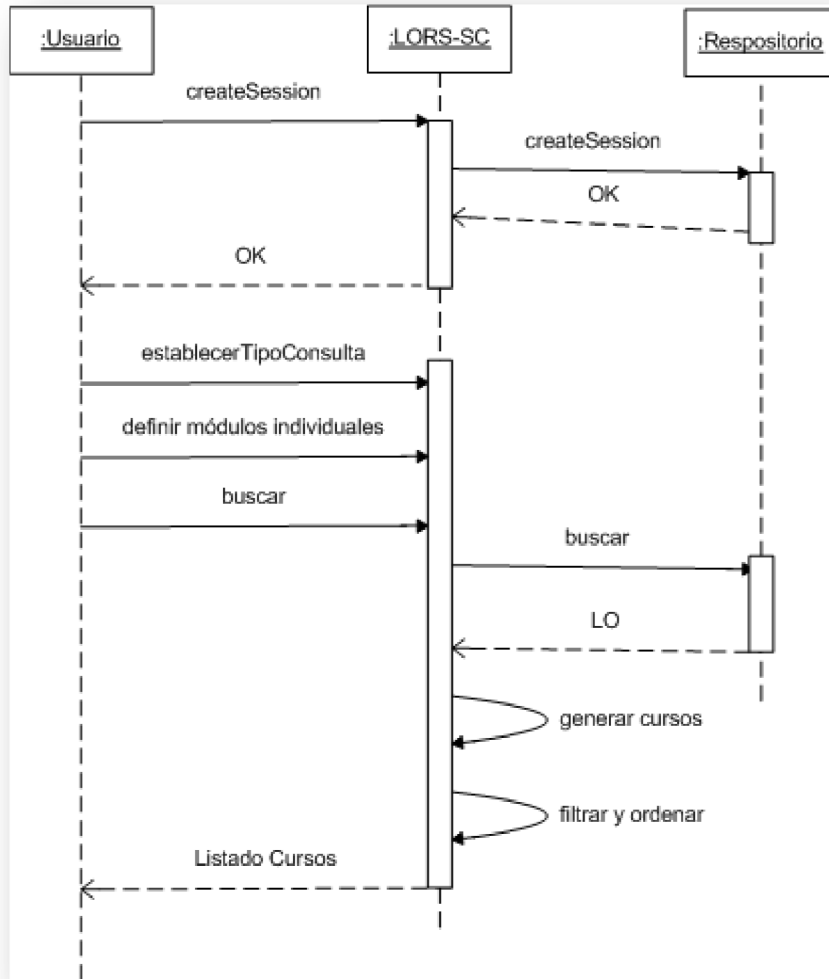 :Usuario
:LORS-SC
:Respositorio
createSession
createSession
OK
OK
establecerTipoConsulta
definir módulos individuales
buscar
buscar
LO
generar cursos
filtrar y ordenar
Listado Cursos